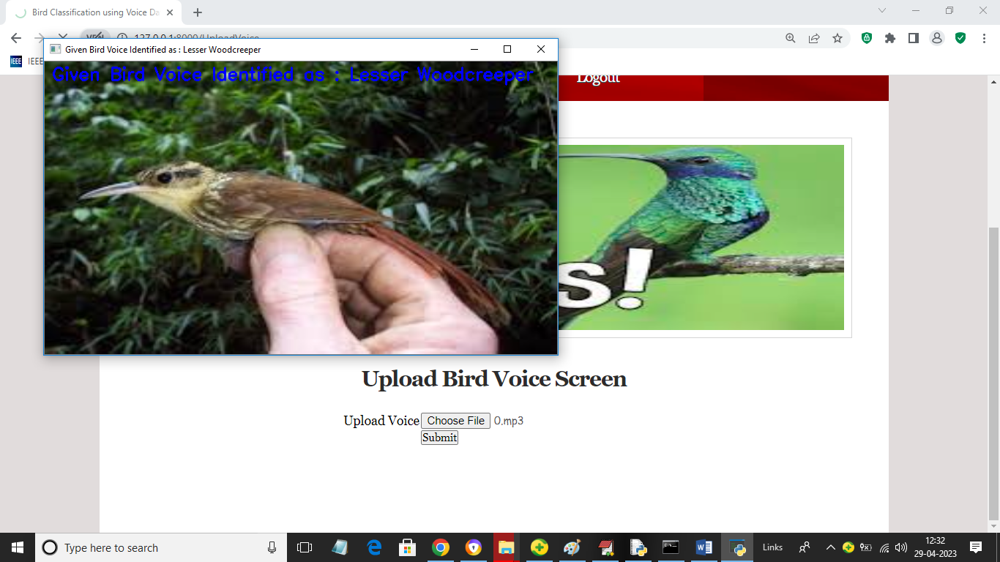 Bird Classification using Voice Da
127.0.0.1:8000/UploadVoice
IEEE IEEE
Given Bird Voice Identified as : Lesser Woodcreeper
Given Bird Voice Identified as : Lesser Woodcreeper
Logout
s!
Upload Bird Voice Screen
Upload Voice Choose File 0.mp3
Submit
Type here to search
Links
12:32
29-04-2023